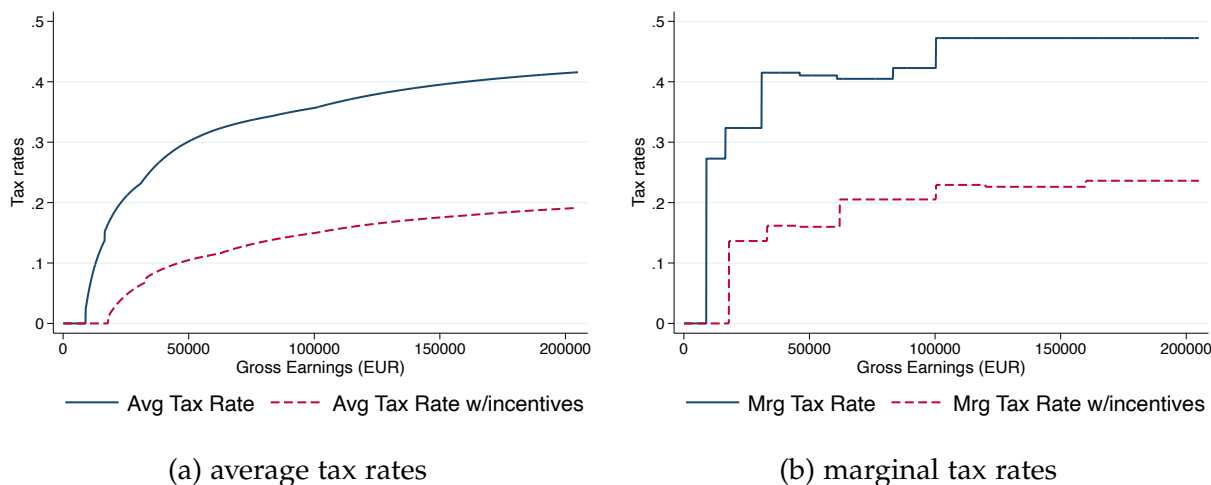 .5
.4
.3
.2
.1
0
Tax rates
0 50000 100000 150000 200000
Gross Earnings (EUR)
Avg Tax Rate Avg Tax Rate w/incentives
(a) average tax rates
.5
.4
.3
.2
.1
0
Tax rates
0 50000 100000 150000 200000
Gross Earnings (EUR)
Mrg Tax Rate Mrg Tax Rate w/incentives
(b) marginal tax rates